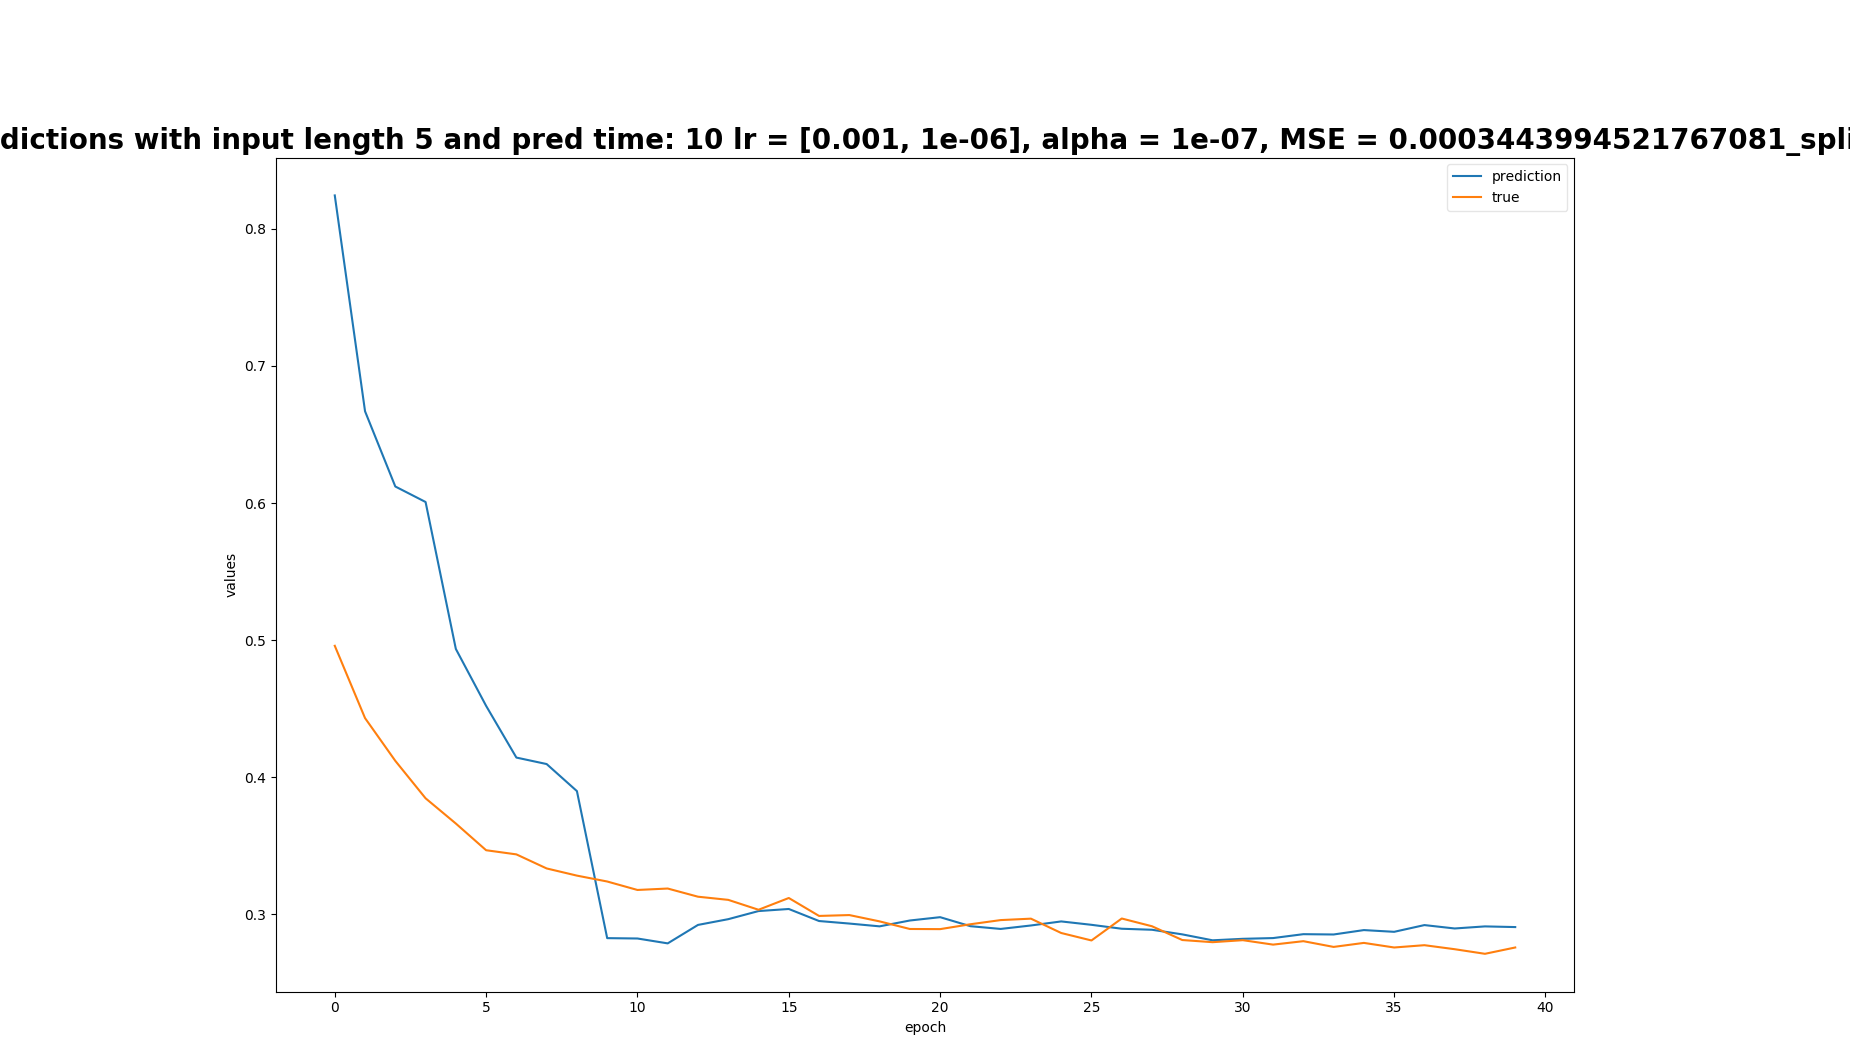 dictions with input length 5 and pred time: 10 lr = [0.001, 1e-06], alpha = 1e-07, MSE = 0.0003443994521767081_spli
prediction
true
0.8
0.7
0.6
0.5
0.4
0.3
values
0 5 10 15 20 25 30 35 40
epoch